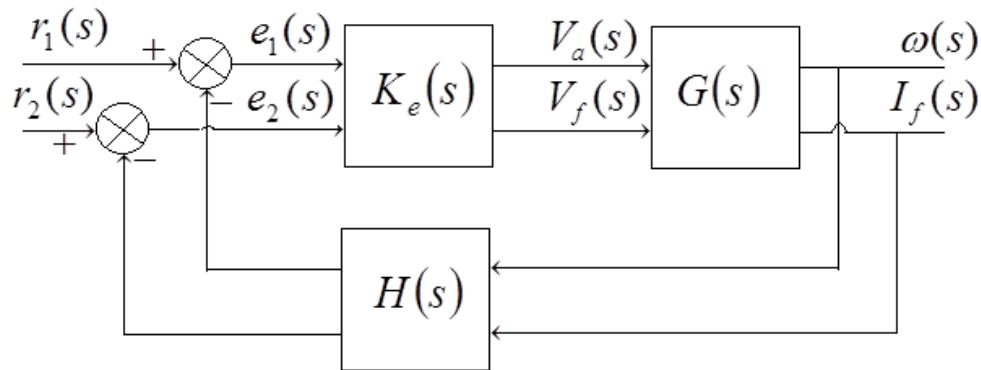 r₁(s) + e₁(s) Vₐ(s) ω(s)
Kₑ(s) G(s)
r₂(s) − e₂(s) V_f(s) I_f(s)
+ −
H(s)